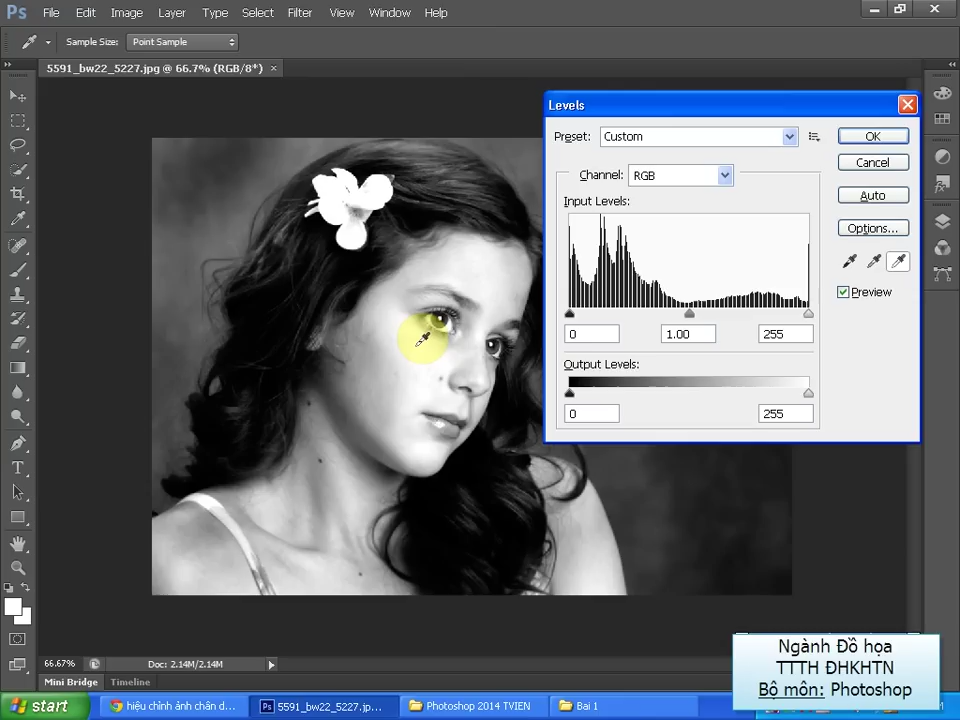 Ps File Edit Image Layer Type Select Filter View Window Help
Sample Size: Point Sample
5591_bw22_5227.jpg @ 66.7% (RGB/8*) ×
Levels
Preset: Custom
OK
Cancel
Channel: RGB
Auto
Input Levels:
Options...
Preview
0 1.00 255
Output Levels:
0 255
66.67% Doc: 2.14M/2.14M
Mini Bridge Timeline
Ngành Đồ họa
TTTH ĐHKHTN
Bộ môn: Photoshop
start hiệu chỉnh ảnh chân d... Ps 5591_bw22_5227.jp... Photoshop 2014 TVIEN Bai 1